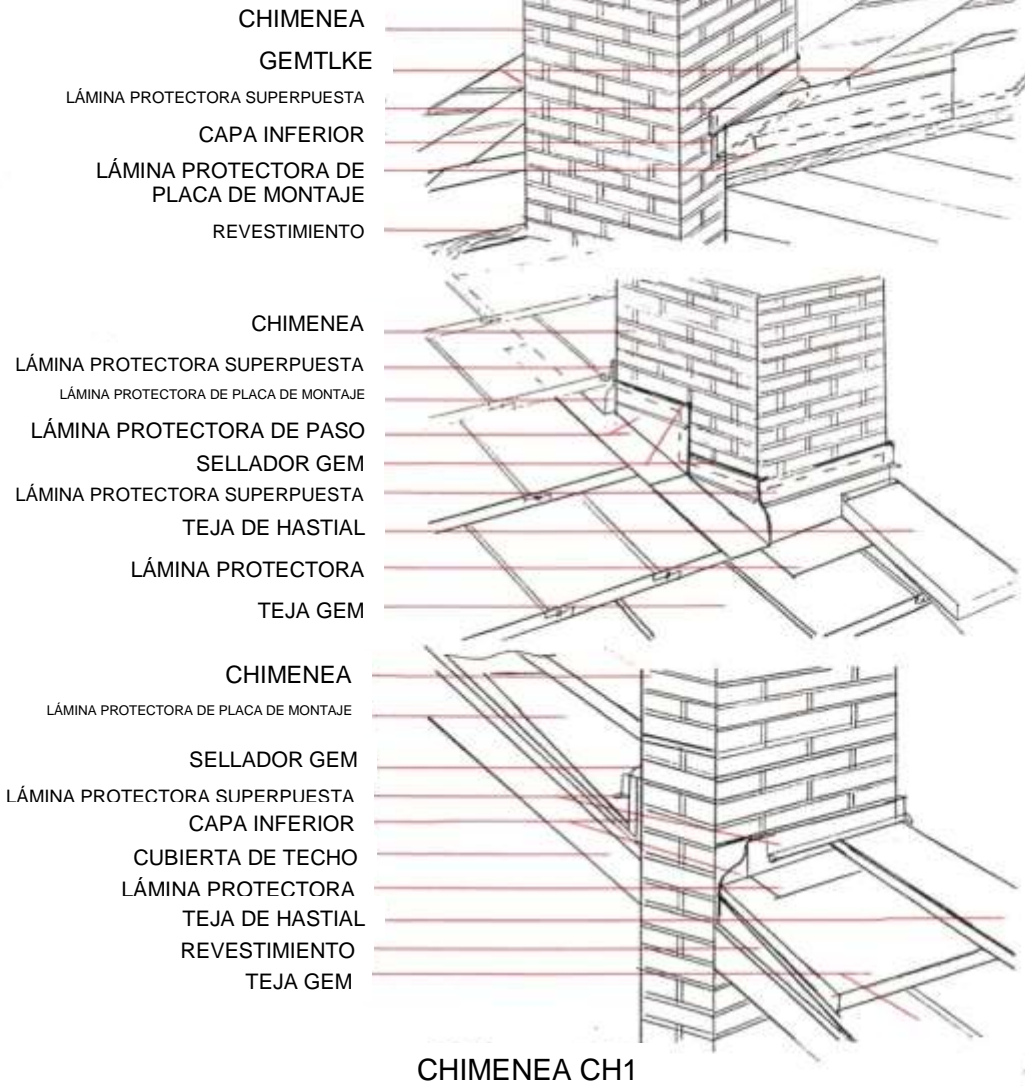 CHIMENEA
GEMTLKE
LÁMINA PROTECTORA SUPERPUESTA
CAPA INFERIOR
LÁMINA PROTECTORA DE
PLACA DE MONTAJE
REVESTIMIENTO
CHIMENEA
LÁMINA PROTECTORA SUPERPUESTA
LÁMINA PROTECTORA DE PLACA DE MONTAJE
LÁMINA PROTECTORA DE PASO
SELLADOR GEM
LÁMINA PROTECTORA SUPERPUESTA
TEJA DE HASTIAL
LÁMINA PROTECTORA
TEJA GEM
CHIMENEA
LÁMINA PROTECTORA DE PLACA DE MONTAJE
SELLADOR GEM
LÁMINA PROTECTORA SUPERPUESTA
CAPA INFERIOR
CUBIERTA DE TECHO
LÁMINA PROTECTORA
TEJA DE HASTIAL
REVESTIMIENTO
TEJA GEM
CHIMENEA CH1